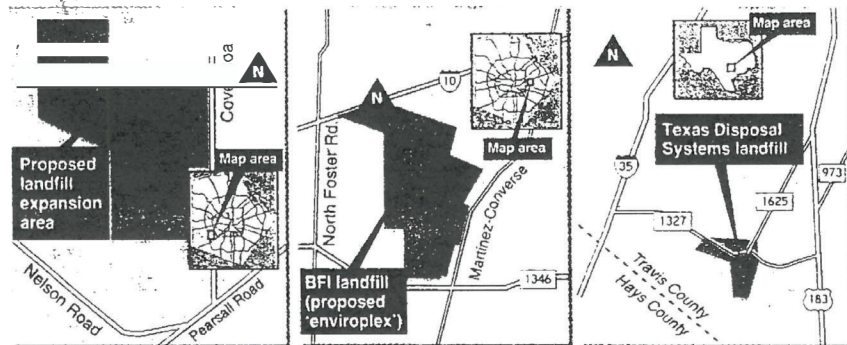 N
Map area
Proposed
landfill
expansion
area
Nelson Road
Pearsall Road
10
N
North Foster Rd.
Map area
Martinez-Converse
BFI landfill
(proposed
'enviroplex')
1346
N
Map area
Texas Disposal
Systems landfill
35
973
1625
1327
Travis County
Hays County
183